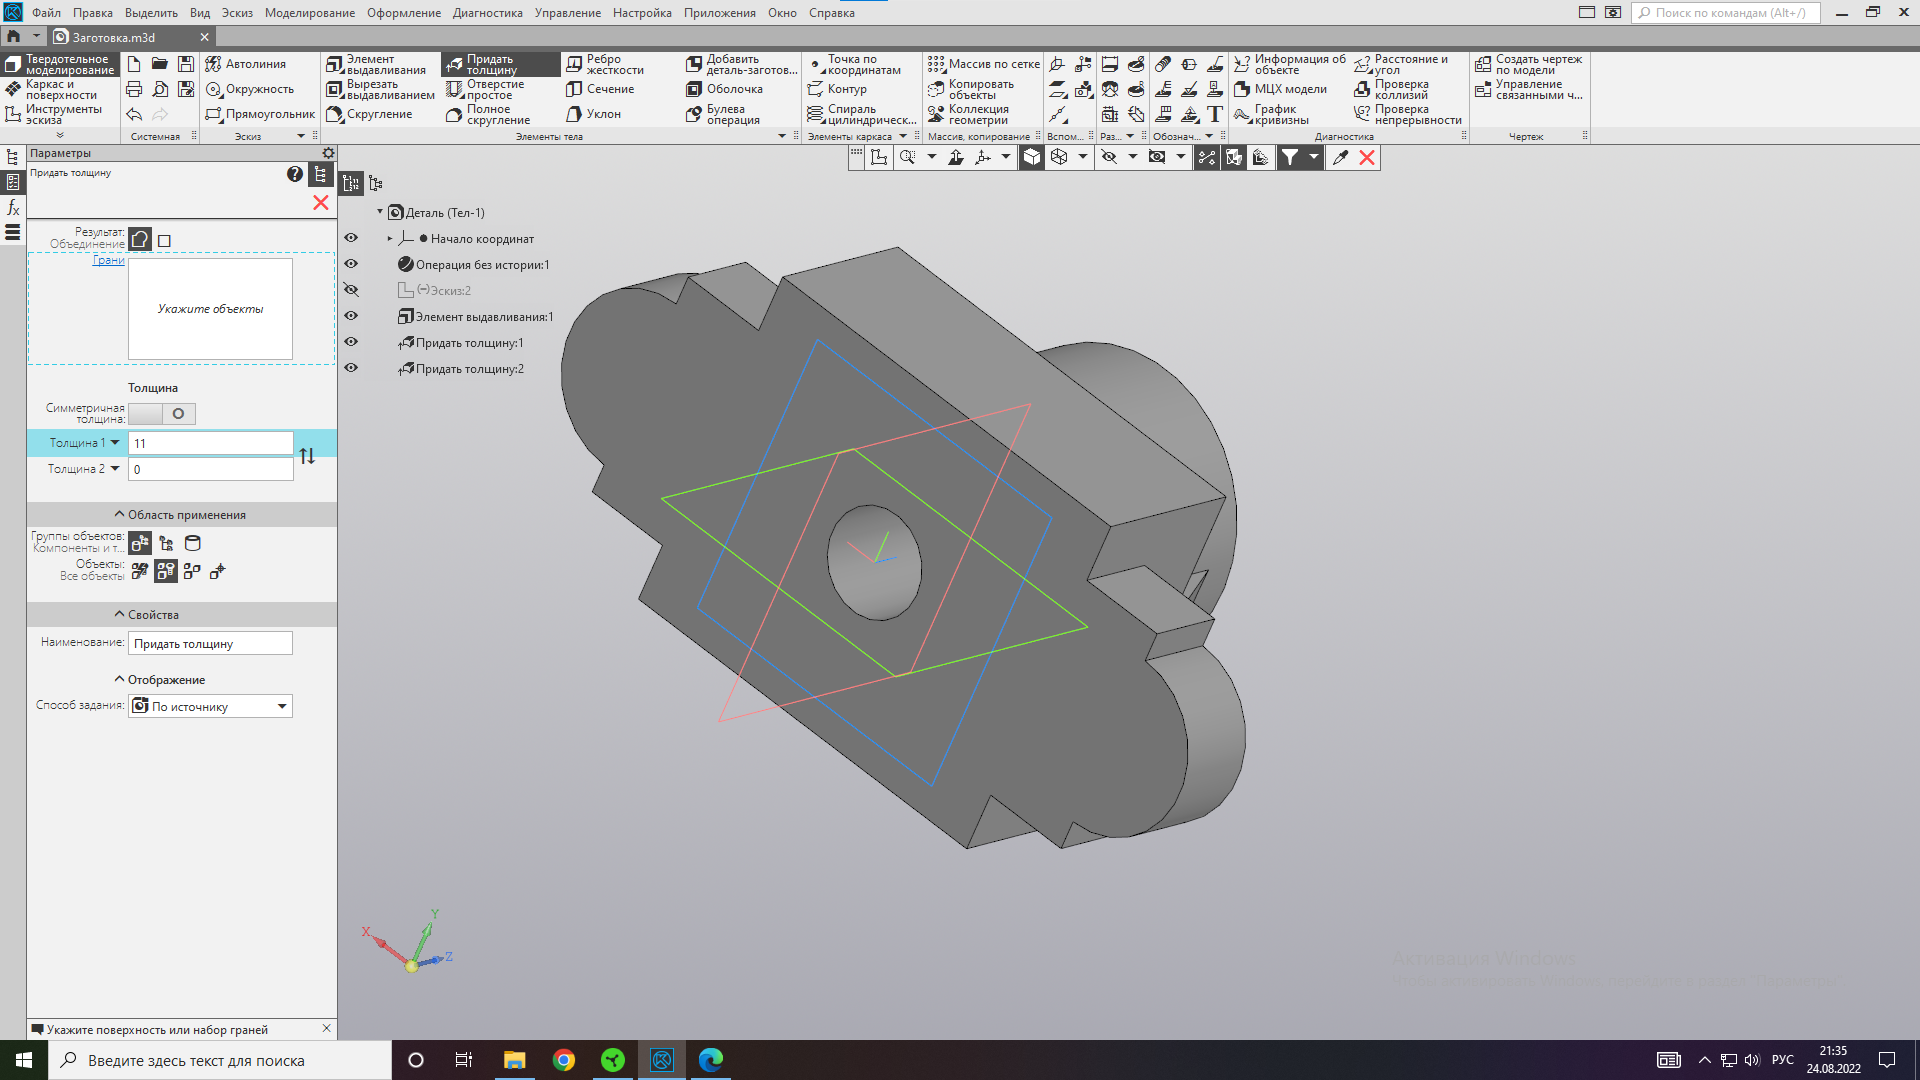 Файл Правка Выделить Вид Эскиз Моделирование Оформление Диагностика Управление Настройка Приложения Окно Справка
Поиск по командам (Alt+/)
Заготовка.m3d
Твердотельное моделирование
Каркас и поверхности
Инструменты эскиза
Системная
Автолиния
Окружность
Прямоугольник
Эскиз
Элемент выдавливания
Вырезать выдавливанием
Скругление
Придать толщину
Отверстие простое
Полное скругление
Ребро жесткости
Сечение
Уклон
Добавить деталь-заготов...
Оболочка
Булева операция
Элементы тела
Точка по координатам
Контур
Спираль цилиндрическ...
Элементы каркаса
Массив по сетке
Копировать объекты
Коллекция геометрии
Массив, копирование
Вспом...
Раз...
Обознач...
Информация об объекте
МЦХ модели
График кривизны
Расстояние и угол
Проверка коллизий
Проверка непрерывности
Диагностика
Создать чертеж по модели
Управление связанными ч...
Чертеж
Параметры
Придать толщину
Результат:
Объединение
Грани
Укажите объекты
Толщина
Симметричная толщина:
Толщина 1 11
Толщина 2 0
Область применения
Группы объектов:
Компоненты и т...
Объекты:
Все объекты
Свойства
Наименование: Придать толщину
Отображение
Способ задания: По источнику
Укажите поверхность или набор граней
Деталь (Тел-1)
Начало координат
Операция без истории:1
(−)Эскиз:2
Элемент выдавливания:1
Придать толщину:1
Придать толщину:2
X
Y
Z
Активация Windows
Чтобы активировать Windows, перейдите в раздел "Параметры".
Введите здесь текст для поиска
РУС
21:35
24.08.2022